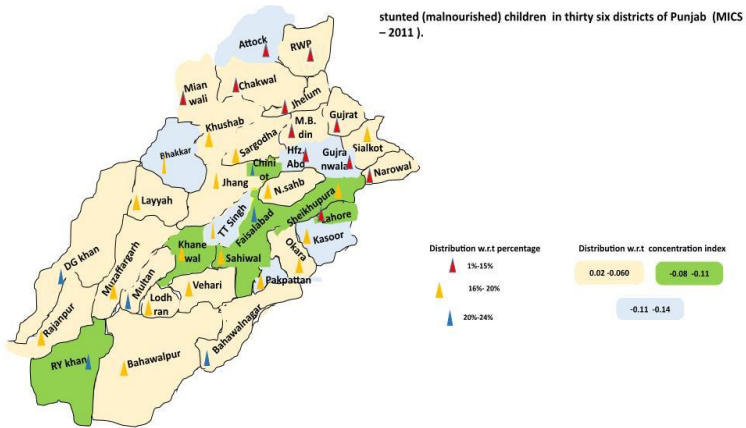 stunted (malnourished) children in thirty six districts of Punjab (MICS
– 2011 ).
Attock
RWP
Chakwal
Mian
wali
Jhelum
M.B.
din
Gujrat
Khushab
Sargodha
Sialkot
Hfz.
Abd
Gujra
nwala
Narowal
Bhakkar
Chini
ot
Jhang
N.sahb
Sheikhupura
Lahore
Layyah
TT Singh
Faisalabad
Kasoor
Khane
wal
Sahiwal
Okara
DG khan
Muzaffargarh
Multan
Lodh
ran
Vehari
Pakpattan
Rajanpur
RY khan
Bahawalpur
Bahawalnagar
Distribution w.r.t percentage
1%-15%
16%- 20%
20%-24%
Distribution w.r.t concentration index
0.02 -0.060
-0.08 -0.11
-0.11 -0.14